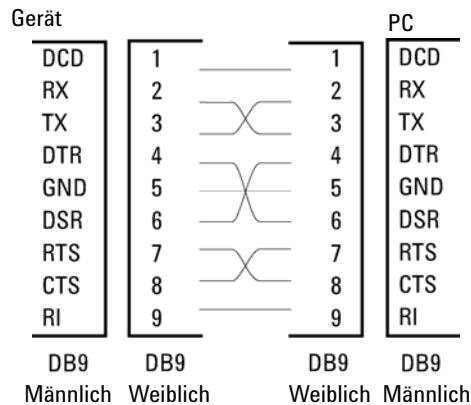 Gerät PC
DCD 1 1 DCD
RX 2 2 RX
TX 3 3 TX
DTR 4 4 DTR
GND 5 5 GND
DSR 6 6 DSR
RTS 7 7 RTS
CTS 8 8 CTS
RI 9 9 RI
DB9 DB9 DB9 DB9
Männlich Weiblich Weiblich Männlich